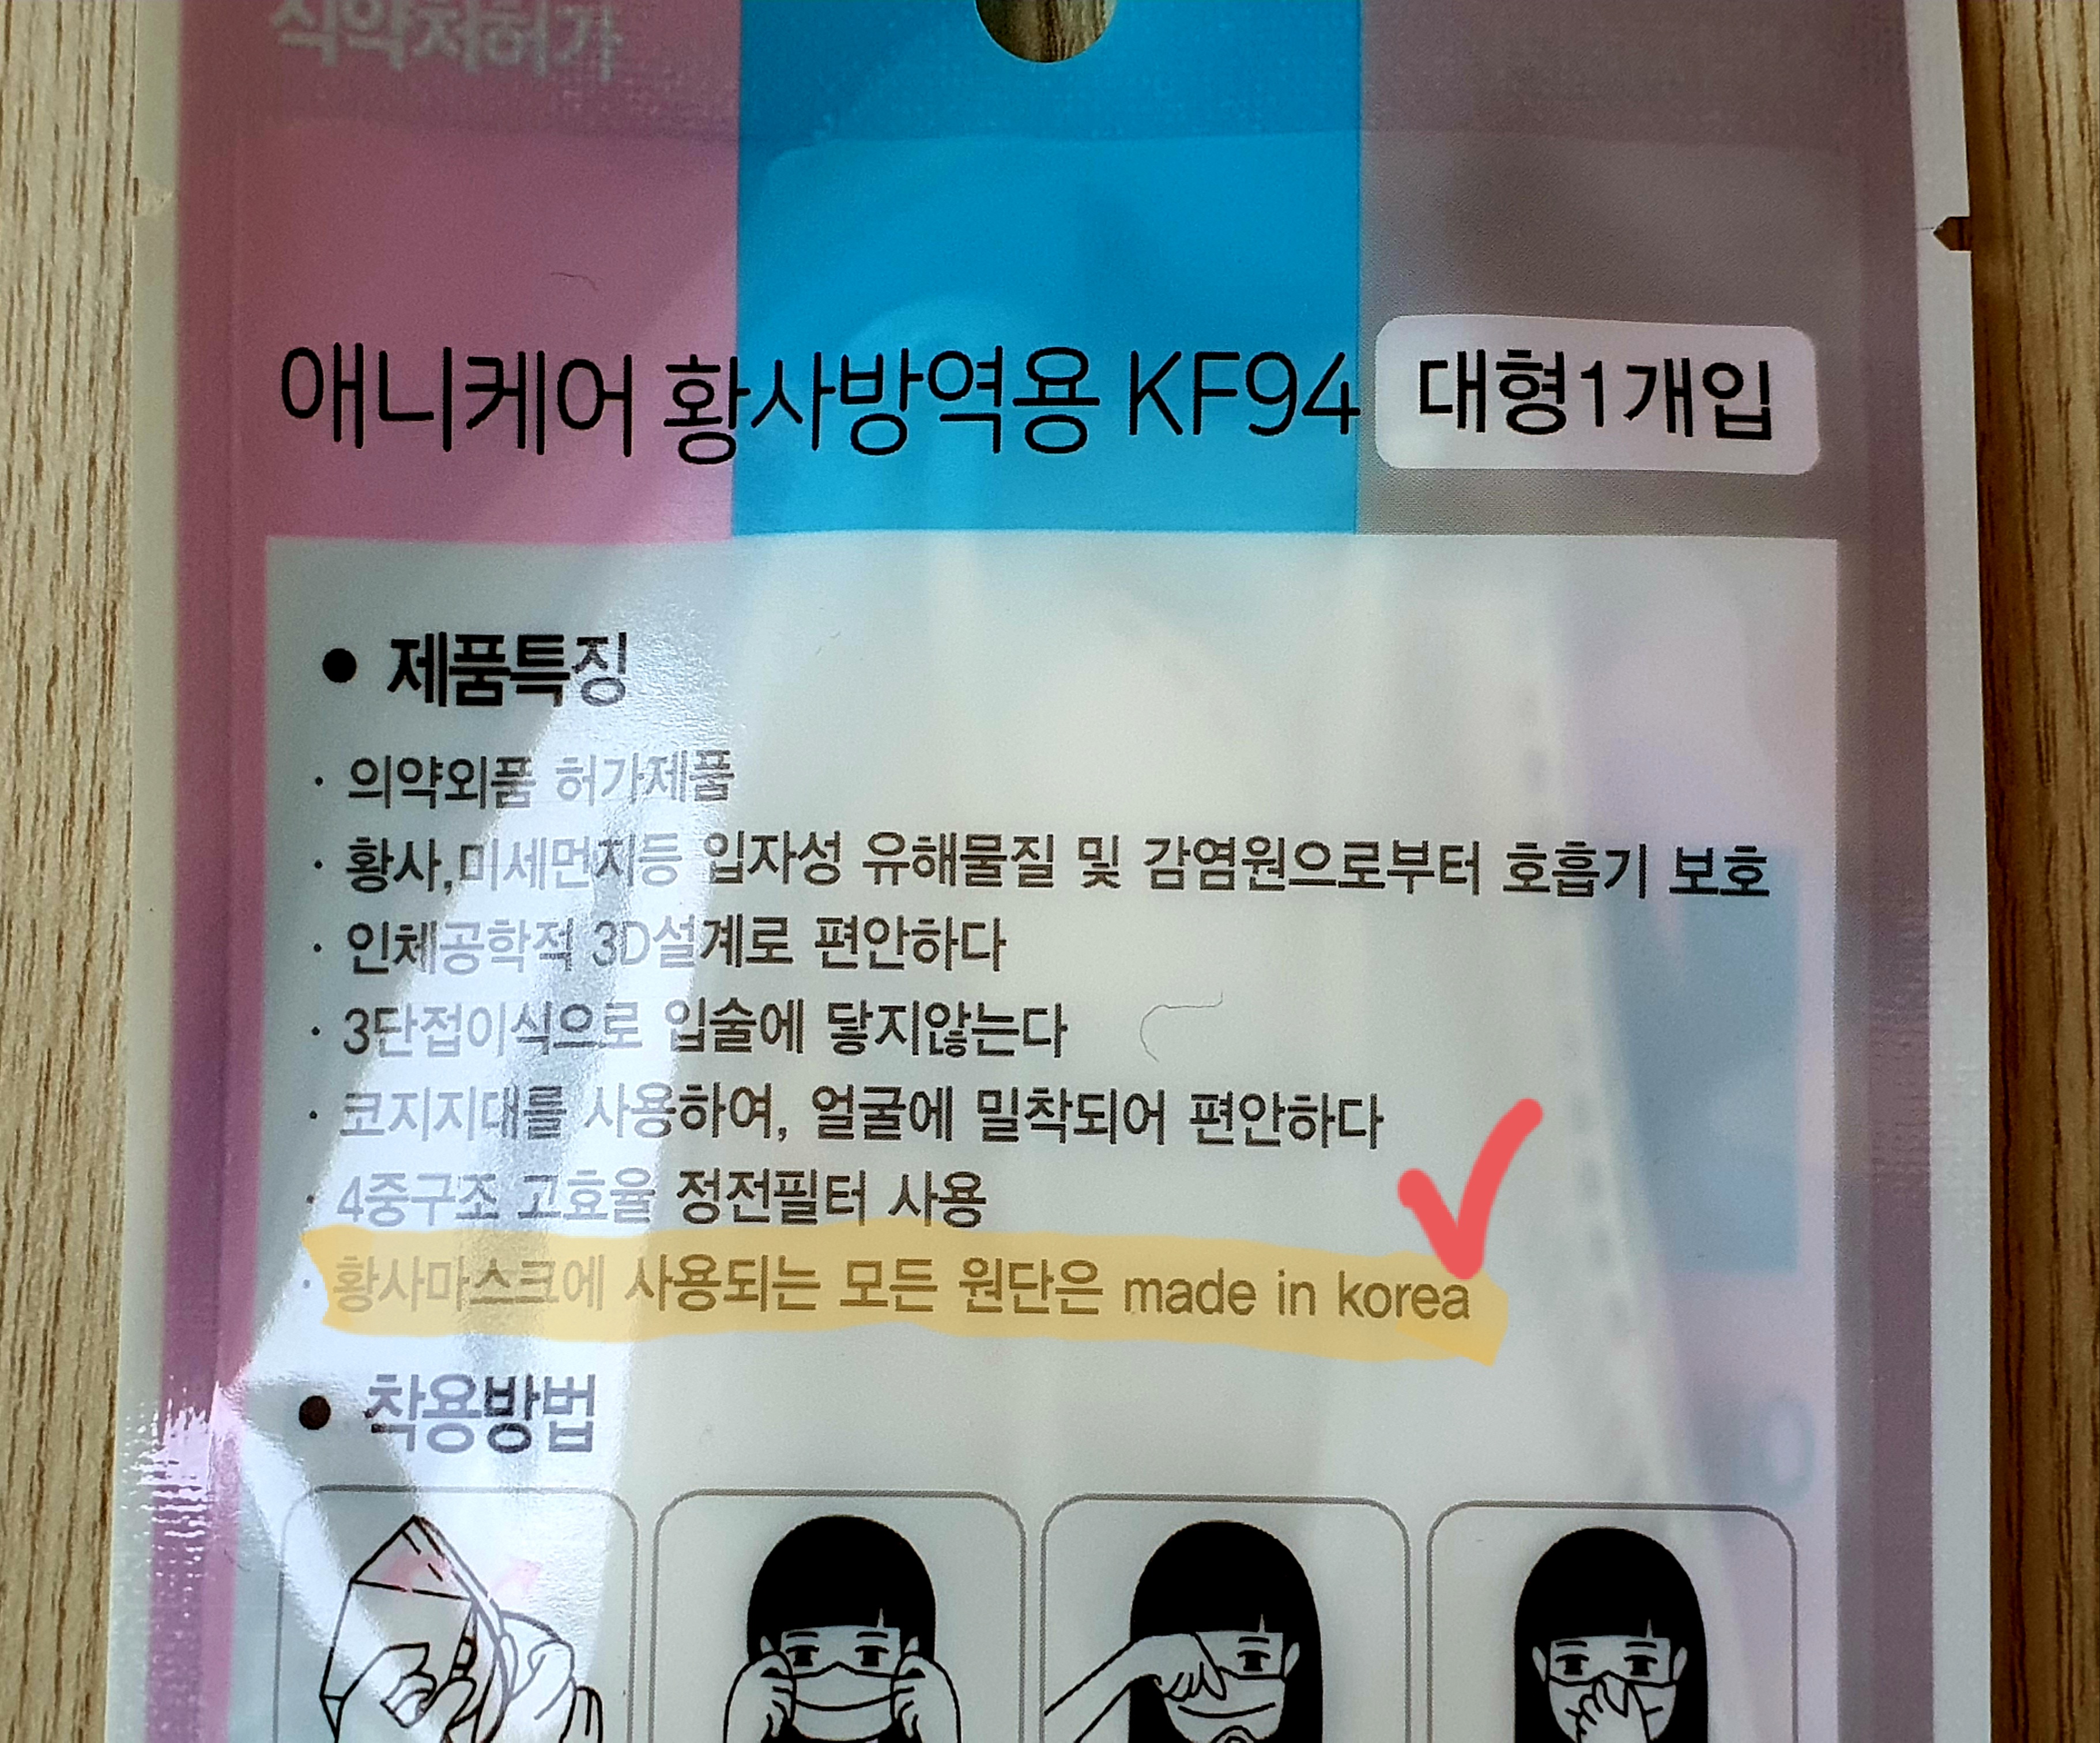 식약처허가
애니케어 황사방역용 KF94 대형1개입
● 제품특징
· 의약외품 허가제품
· 황사,미세먼지등 입자성 유해물질 및 감염원으로부터 호흡기 보호
· 인체공학적 3D설계로 편안하다
· 3단접이식으로 입술에 닿지않는다
· 코지지대를 사용하여, 얼굴에 밀착되어 편안하다
· 4중구조 고효율 정전필터 사용
· 황사마스크에 사용되는 모든 원단은 made in korea
● 착용방법